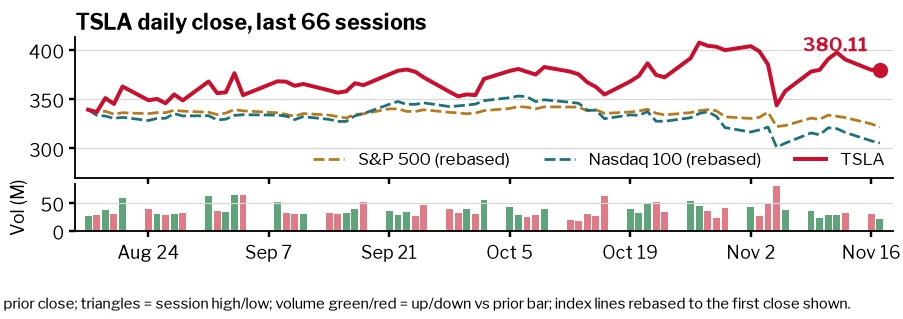 TSLA daily close, last 66 sessions
400
380.11
350
300
S&P 500 (rebased)
Nasdaq 100 (rebased)
TSLA
Vol (M)
50
0
Aug 24
Sep 7
Sep 21
Oct 5
Oct 19
Nov 2
Nov 16
prior close; triangles = session high/low; volume green/red = up/down vs prior bar; index lines rebased to the first close shown.